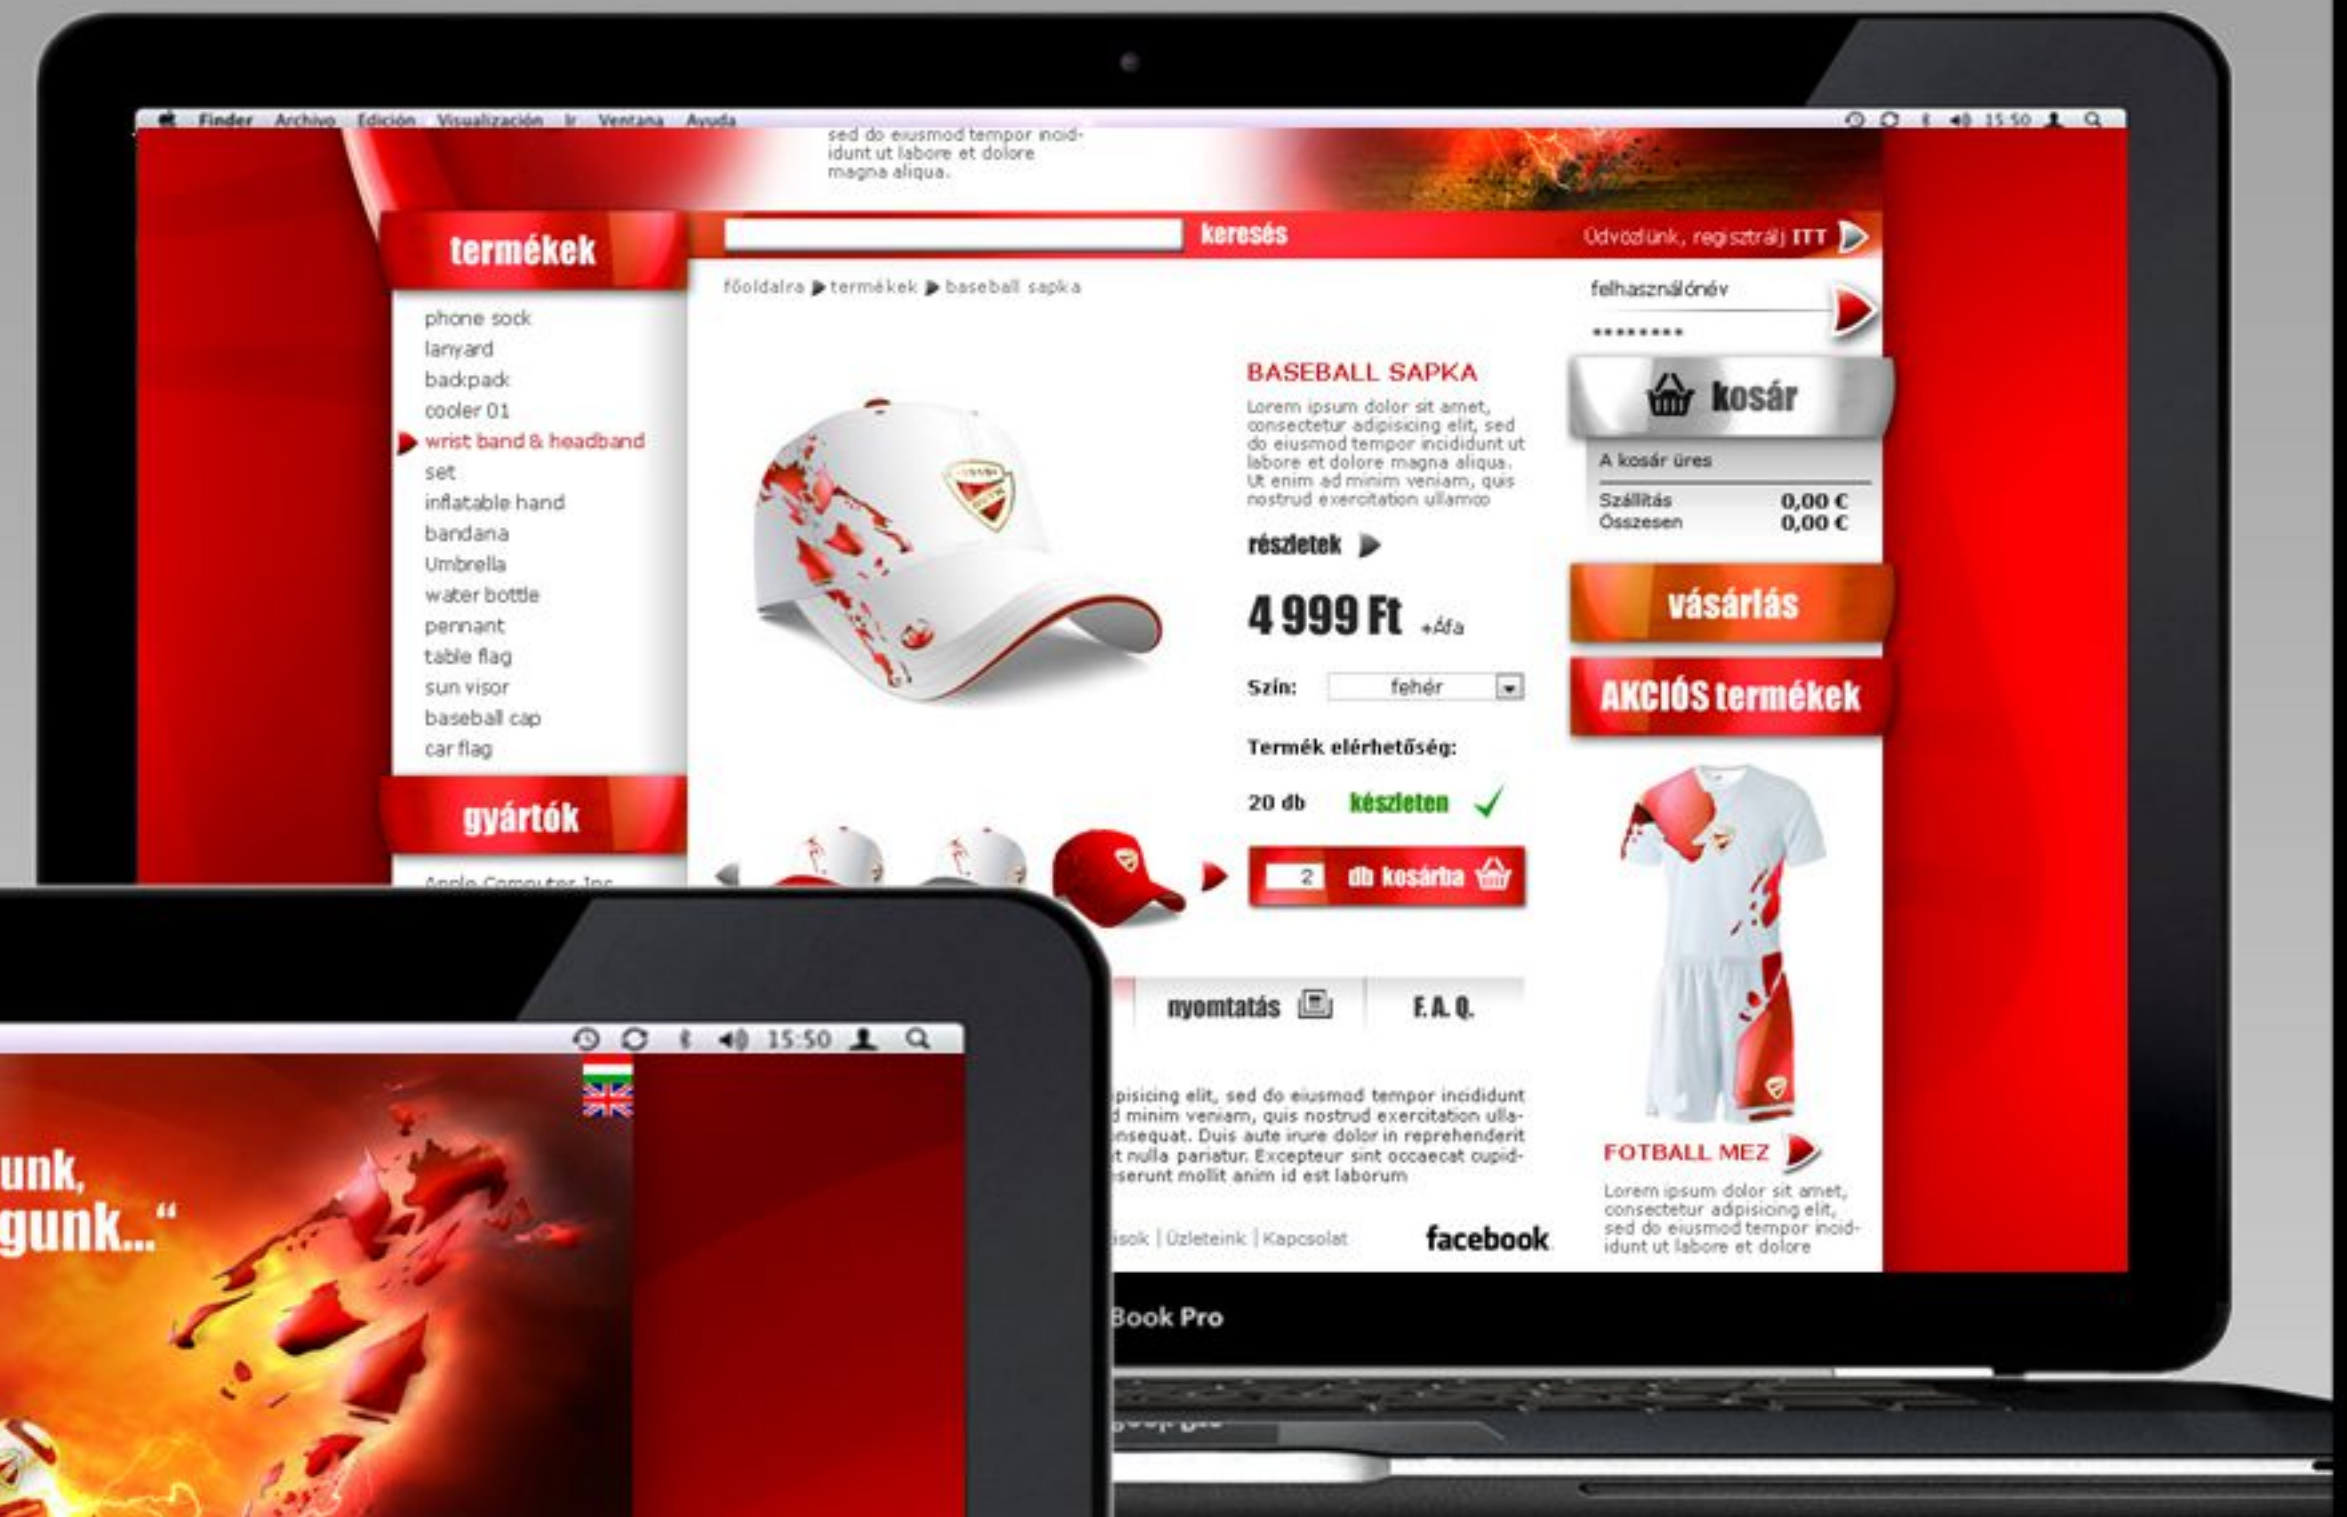 Finder Archivo Edición Visualización Ir Ventana Ayuda
15:50
sed do eiusmod tempor incid-
idunt ut labore et dolore
magna aliqua.
termékek
keresés
Üdvözlünk, regisztrálj ITT
főoldalra termékek baseball sapka
felhasználónév
********
phone sock
lanyard
backpack
cooler 01
wrist band & headband
set
inflatable hand
bandana
Umbrella
water bottle
pennant
table flag
sun visor
baseball cap
car flag
gyártók
Apple Computer Inc
BASEBALL SAPKA
Lorem ipsum dolor sit amet,
consectetur adipisicing elit, sed
do eiusmod tempor incididunt ut
labore et dolore magna aliqua.
Ut enim ad minim veniam, quis
nostrud exercitation ullamco
részletek
4 999 Ft +Áfa
Szín: fehér
Termék elérhetőség:
20 db készleten
2 db kosárba
kosár
A kosár üres
Szállítás 0,00 €
Összesen 0,00 €
vásárlás
AKCIÓS termékek
FOTBALL MEZ
Lorem ipsum dolor sit amet,
consectetur adipisicing elit,
sed do eiusmod tempor incid-
idunt ut labore et dolore
nyomtatás
F. A. Q.
pisicing elit, sed do eiusmod tempor incididunt
minim veniam, quis nostrud exercitation ulla-
nsequat. Duis aute irure dolor in reprehenderit
t nulla pariatur. Excepteur sint occaecat cupid-
serunt mollit anim id est laborum
sok | Üzleteink | Kapcsolat
facebook
Book Pro
15:50
unk,
gunk...“